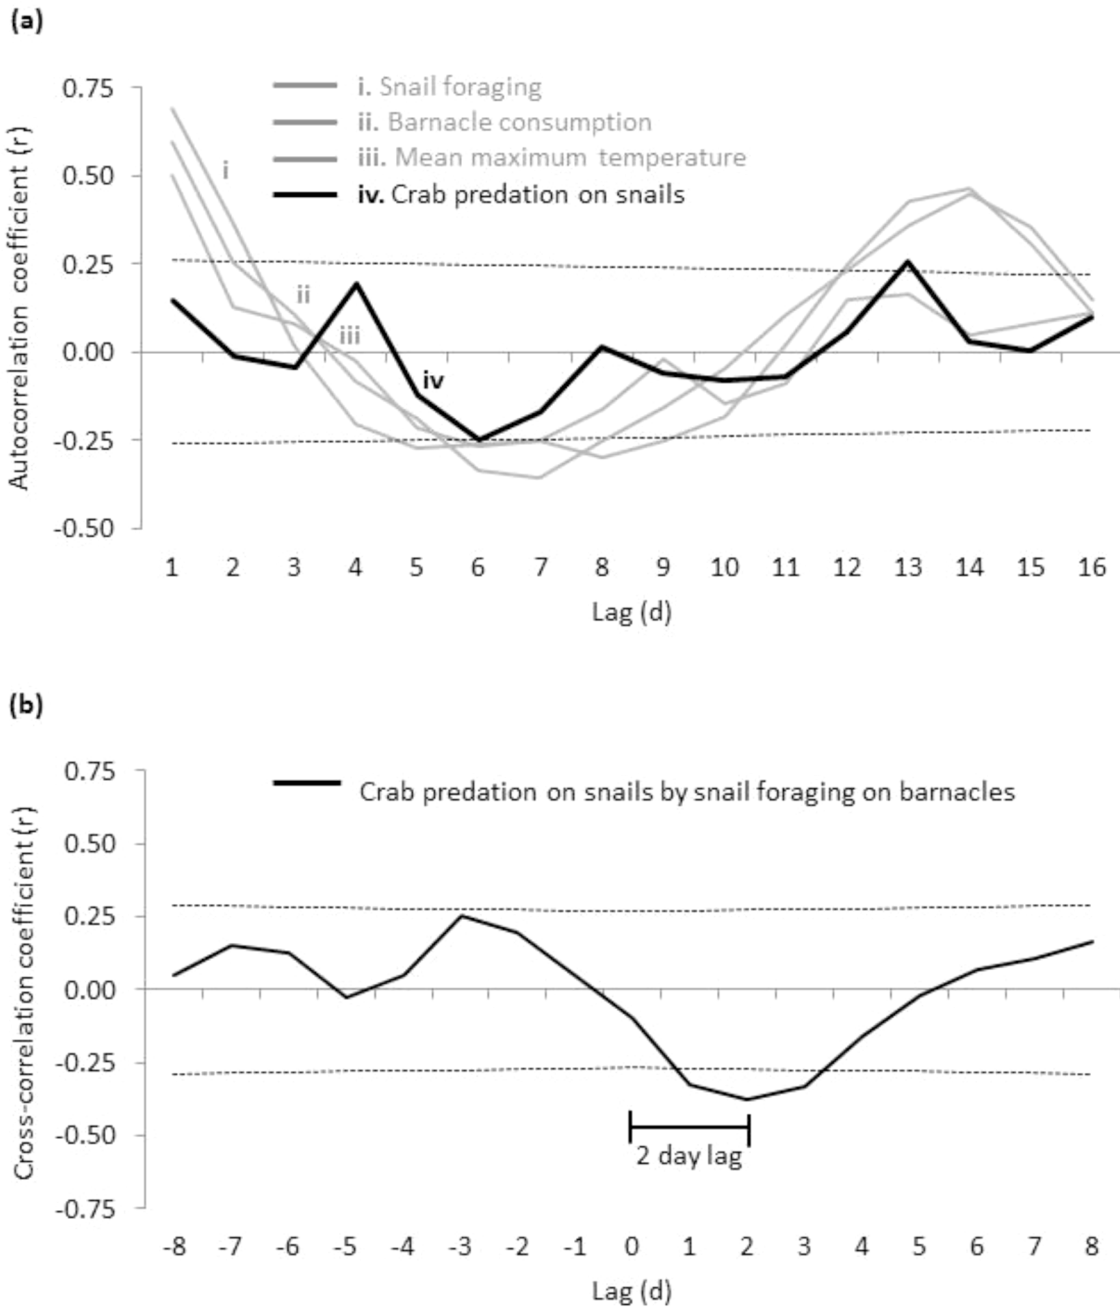 (a)
0.75
0.50
0.25
0.00
-0.25
-0.50
Autocorrelation coefficient (r)
i. Snail foraging
ii. Barnacle consumption
iii. Mean maximum temperature
iv. Crab predation on snails
i
ii
iii
iv
1 2 3 4 5 6 7 8 9 10 11 12 13 14 15 16
Lag (d)
(b)
0.75
0.50
0.25
0.00
-0.25
-0.50
-0.75
Cross-correlation coefficient (r)
Crab predation on snails by snail foraging on barnacles
2 day lag
-8 -7 -6 -5 -4 -3 -2 -1 0 1 2 3 4 5 6 7 8
Lag (d)